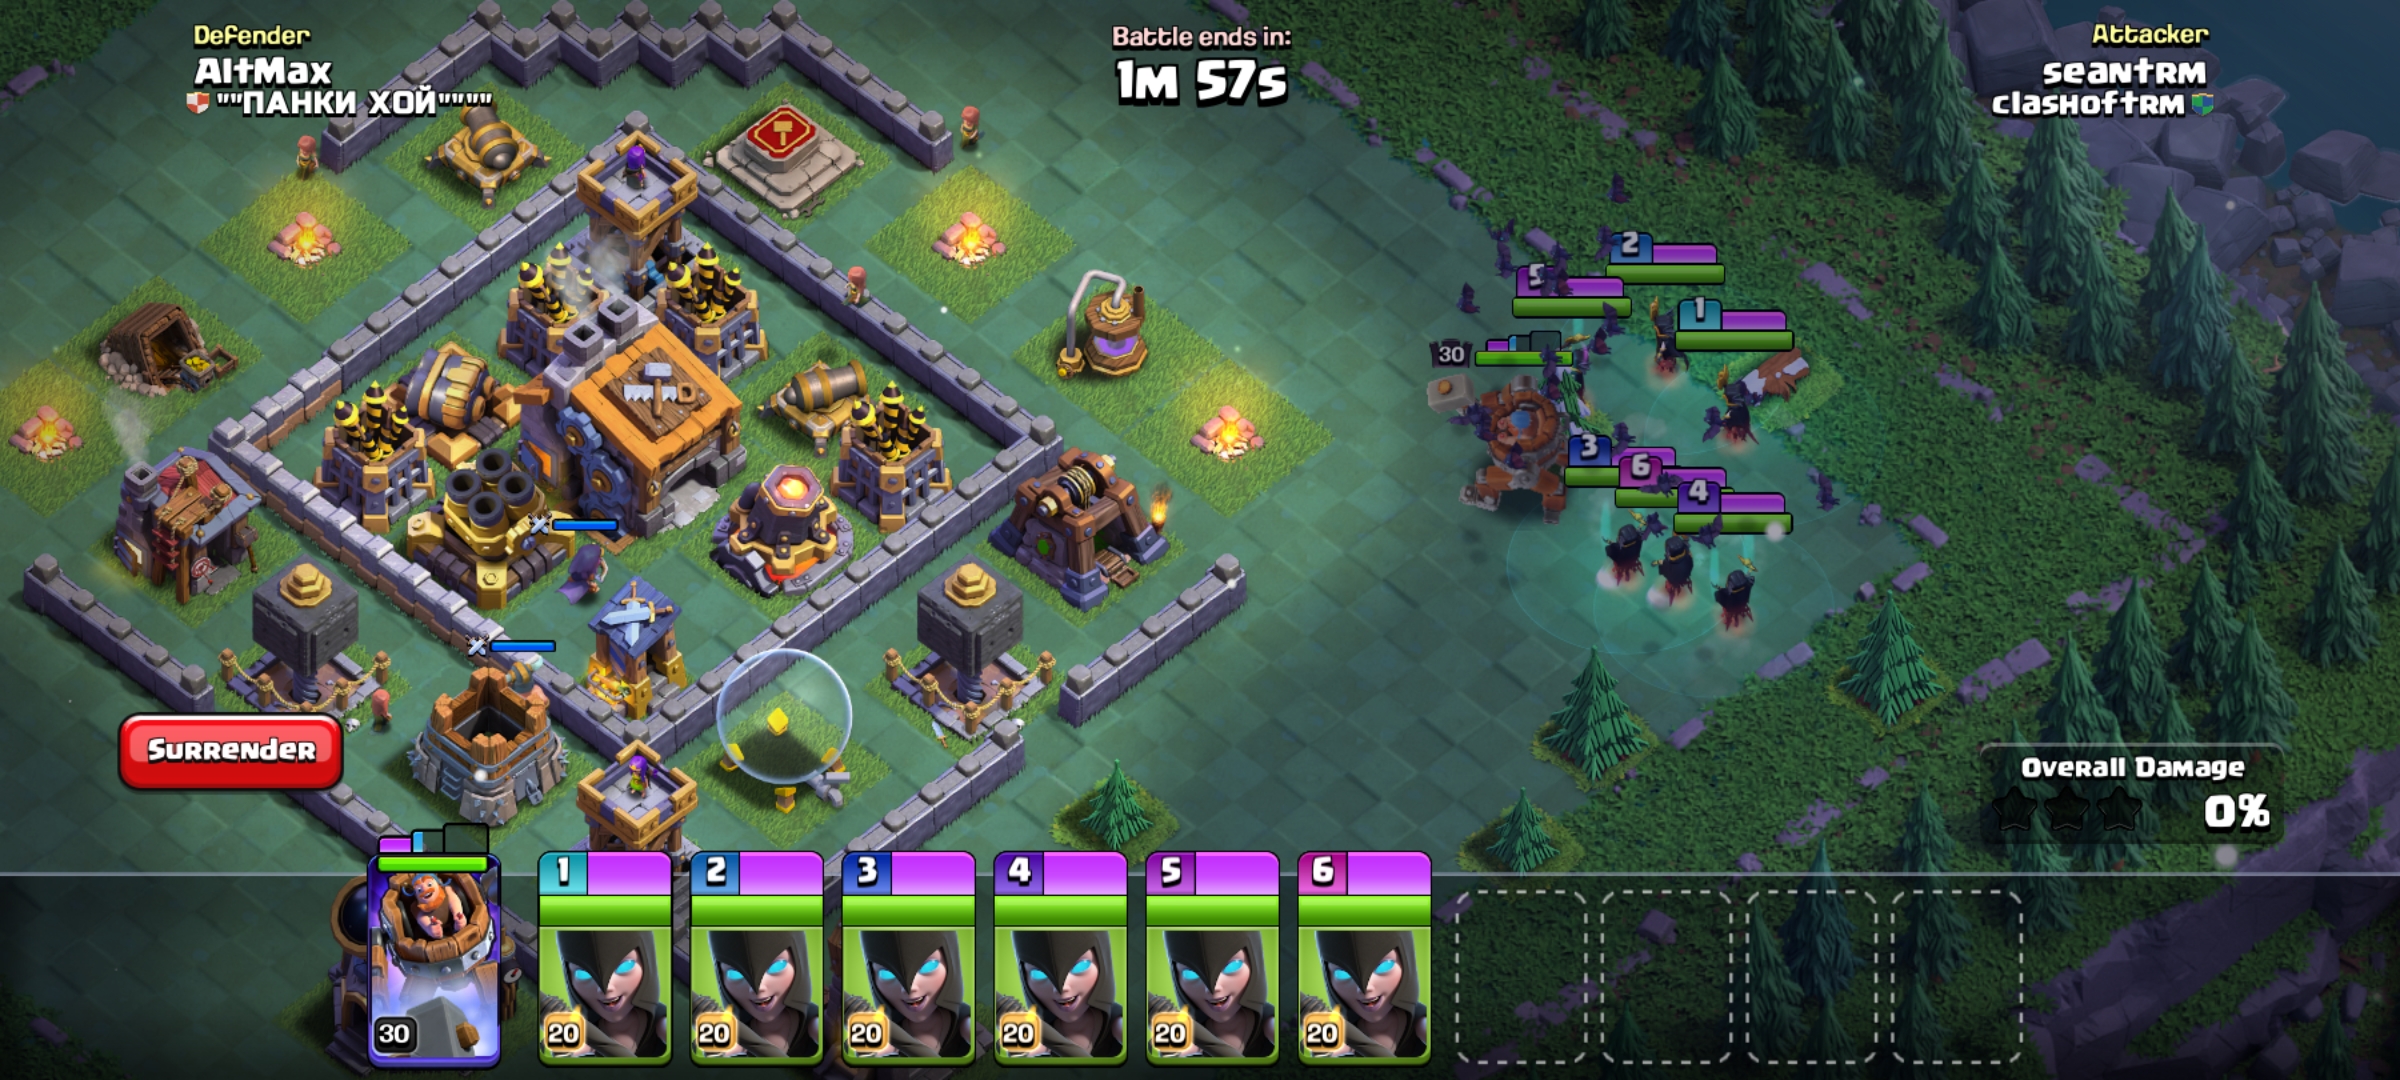 Defender
AltMax
""ПАНКИ ХОЙ""""
Battle ends in:
1M 57s
Attacker
seantRM
clashoftRM
2
5
1
30
3
6
4
Surrender
Overall Damage
0%
1
2
3
4
5
6
30
20
20
20
20
20
20